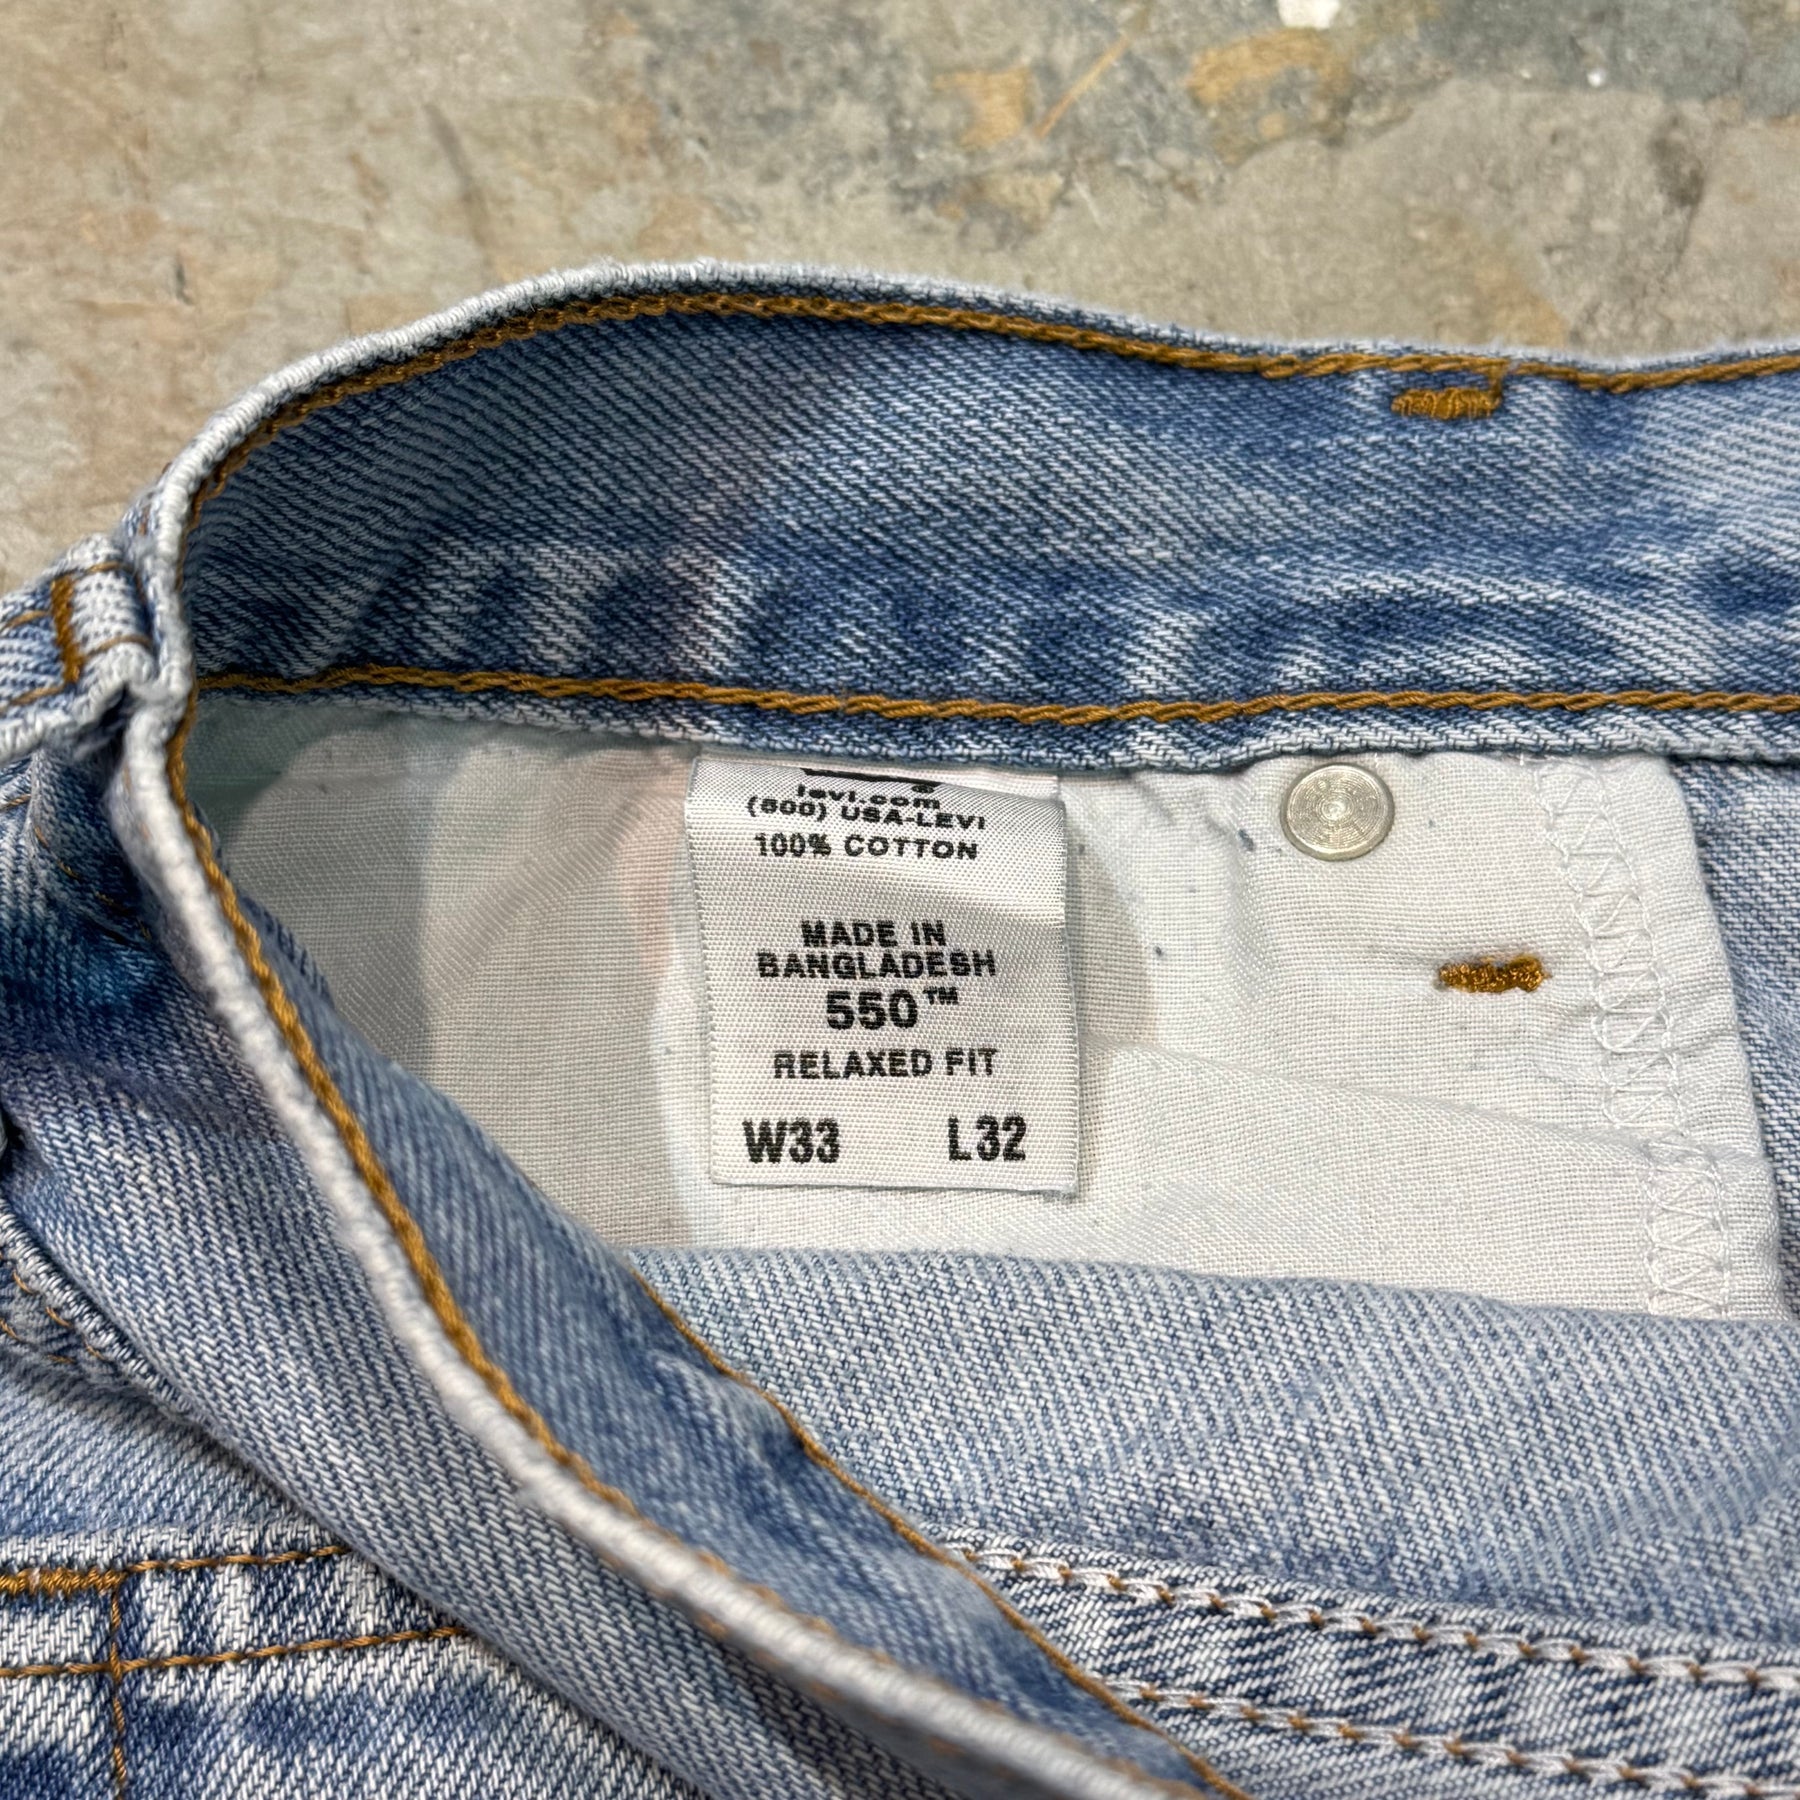 levi.com
(800) USA-LEVI
100% COTTON
MADE IN
BANGLADESH
550™
RELAXED FIT
W33 L32